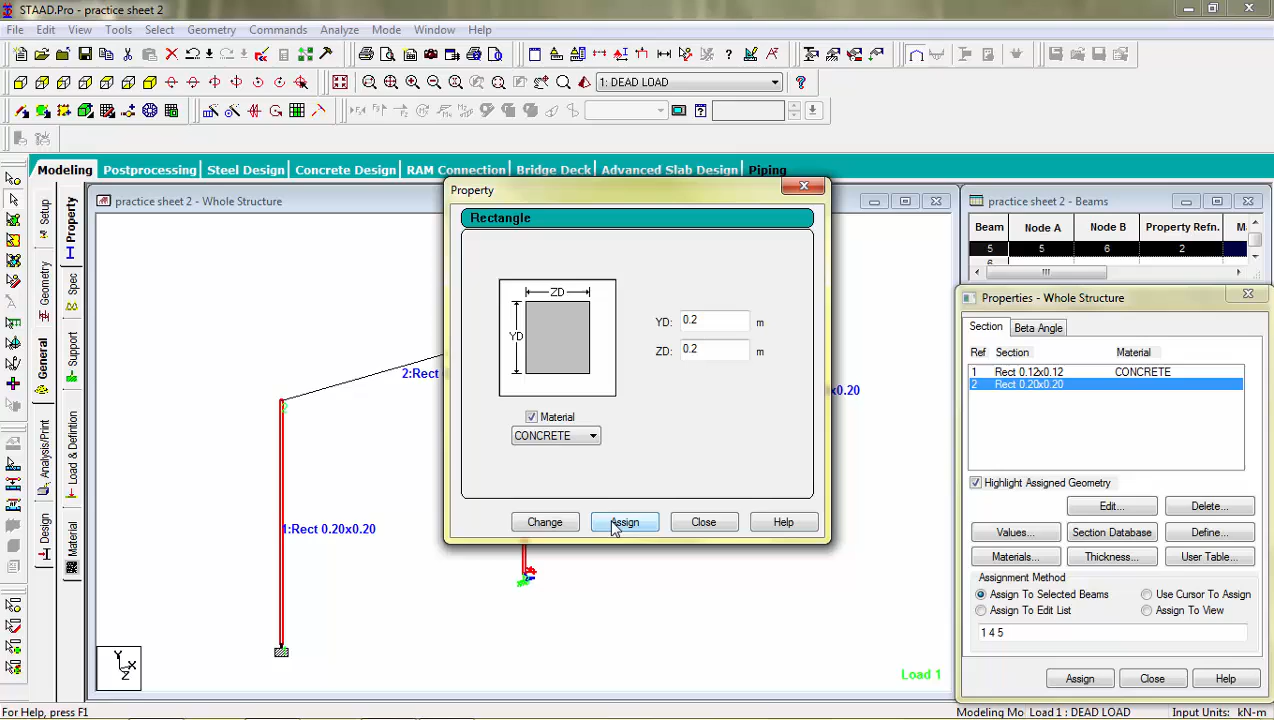 STAAD.Pro - practice sheet 2
File Edit View Tools Select Geometry Commands Analyze Mode Window Help
1: DEAD LOAD
Modeling Postprocessing Steel Design Concrete Design RAM Connection Bridge Deck Advanced Slab Design Piping
Setup
Geometry
General
Analysis/Print
Design
Property
Spec
Support
Load & Definition
Material
practice sheet 2 - Whole Structure
2:Rect
1:Rect 0.20x0.20
0x0.20
Load 1
Y
X
Z
Property
Rectangle
ZD
YD
YD: 0.2 m
ZD: 0.2 m
Material
CONCRETE
Change Assign Close Help
practice sheet 2 - Beams
Beam Node A Node B Property Refn.
5 5 6 2
Properties - Whole Structure
Section Beta Angle
Ref Section Material
1 Rect 0.12x0.12 CONCRETE
2 Rect 0.20x0.20
Highlight Assigned Geometry
Edit... Delete...
Values... Section Database Define...
Materials... Thickness... User Table...
Assignment Method
Assign To Selected Beams Use Cursor To Assign
Assign To Edit List Assign To View
1 4 5
Assign Close Help
For Help, press F1
Modeling Mo Load 1 : DEAD LOAD Input Units: kN-m